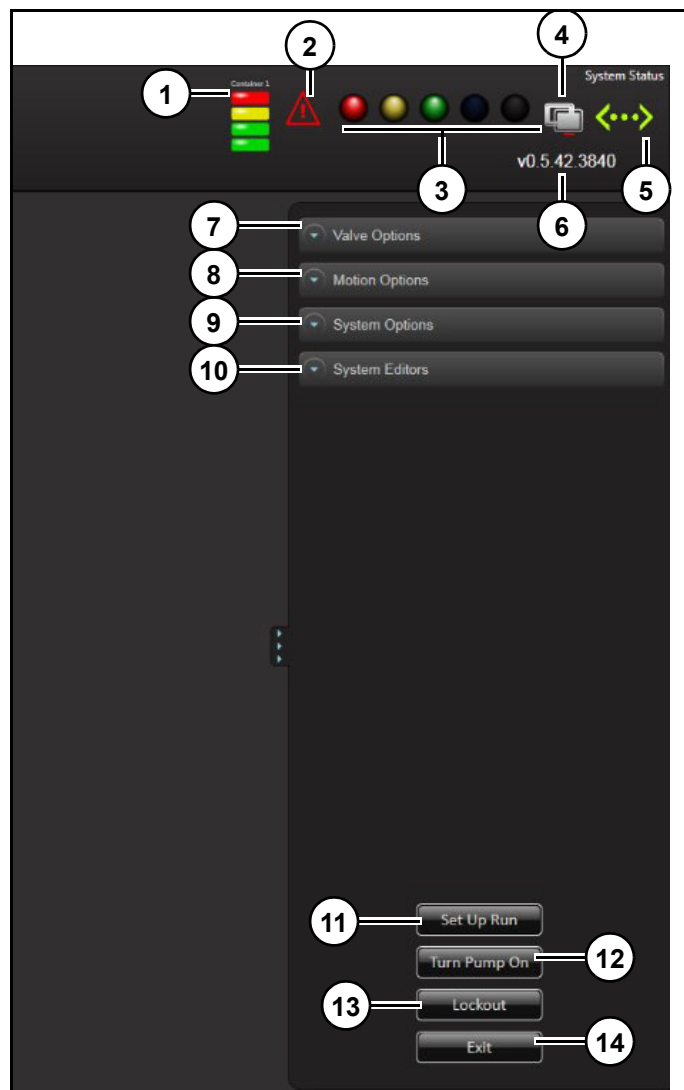 2
4
System Status
1
Container 1
3
v0.5.42.3840
6
5
7
Valve Options
8
Motion Options
9
System Options
10
System Editors
11
Set Up Run
Turn Pump On
12
13
Lockout
Exit
14